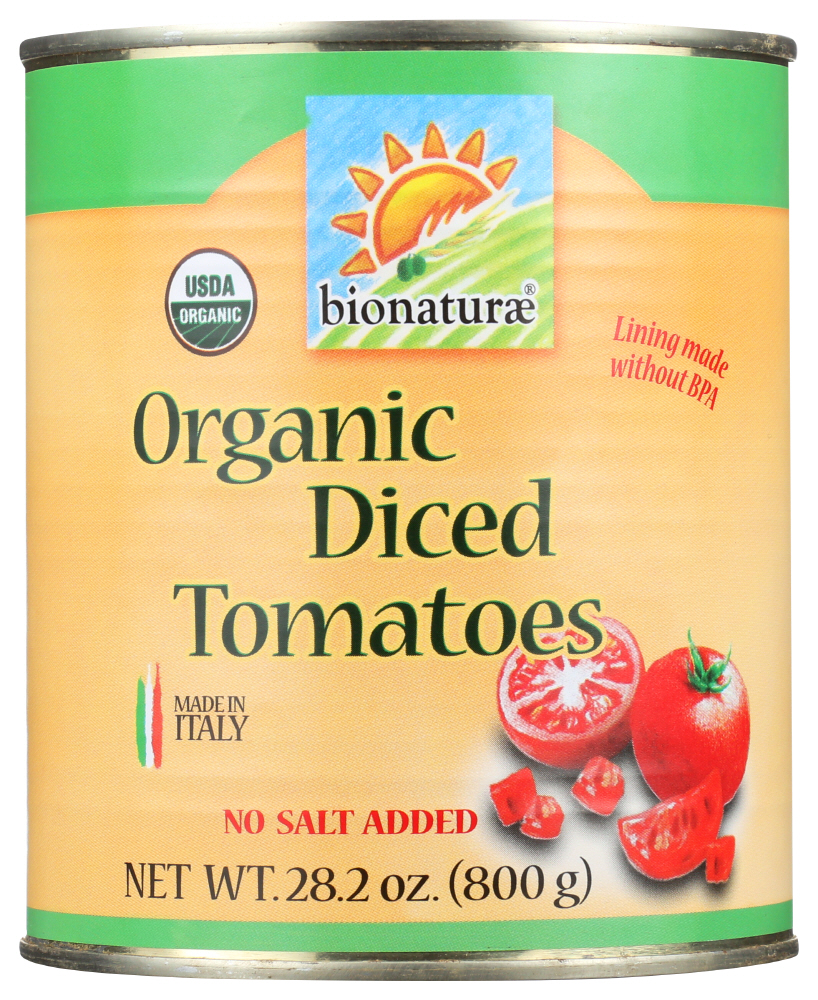 USDA
ORGANIC
bionaturæ®
Lining made
without BPA
Organic
Diced
Tomatoes
MADE IN
ITALY
NO SALT ADDED
NET WT. 28.2 oz. (800 g)